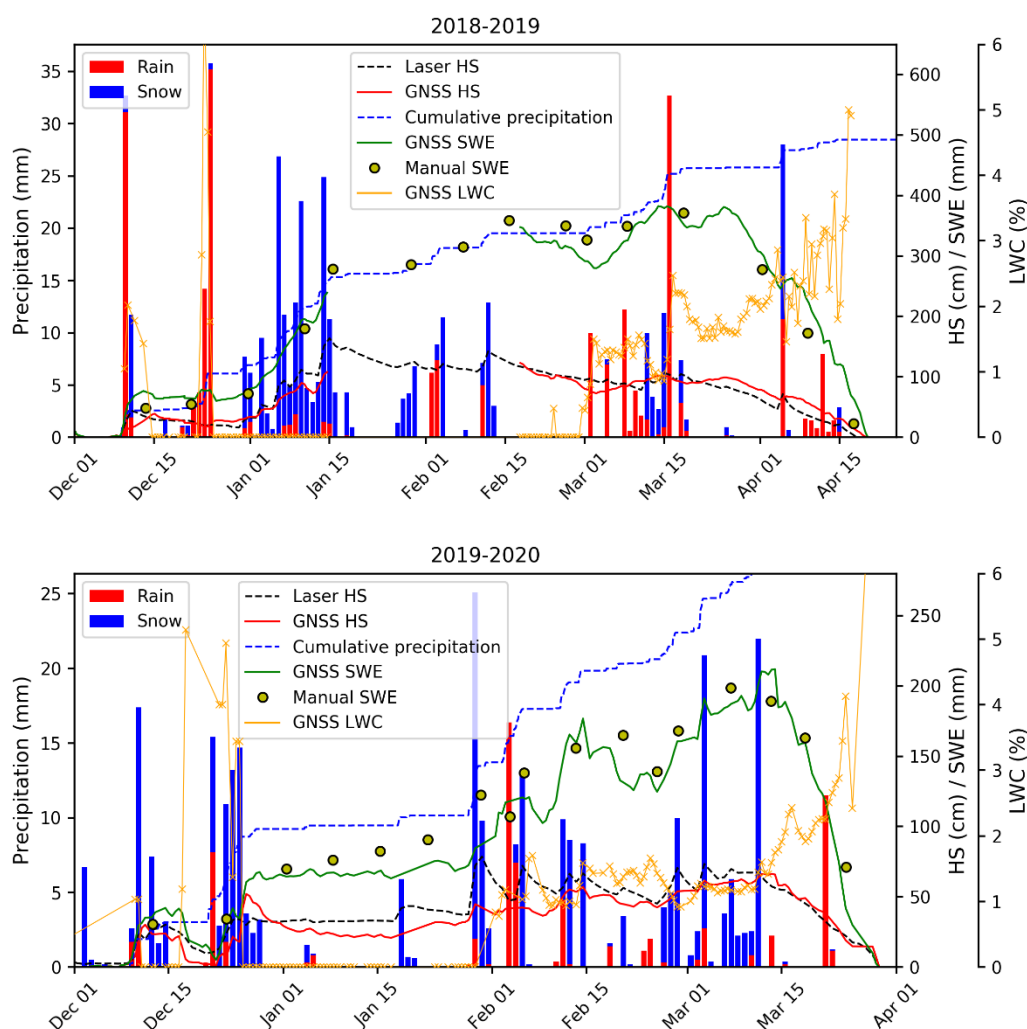 2018-2019
Rain
Snow
Laser HS
GNSS HS
Cumulative precipitation
GNSS SWE
Manual SWE
GNSS LWC
Precipitation (mm)
35
30
25
20
15
10
5
0
600
500
400
300
200
100
0
HS (cm) / SWE (mm)
6
5
4
3
2
1
0
LWC (%)
Dec 01
Dec 15
Jan 01
Jan 15
Feb 01
Feb 15
Mar 01
Mar 15
Apr 01
Apr 15
2019-2020
Rain
Snow
Laser HS
GNSS HS
Cumulative precipitation
GNSS SWE
Manual SWE
GNSS LWC
Precipitation (mm)
25
20
15
10
5
0
250
200
150
100
50
0
HS (cm) / SWE (mm)
6
5
4
3
2
1
0
LWC (%)
Dec 01
Dec 15
Jan 01
Jan 15
Feb 01
Feb 15
Mar 01
Mar 15
Apr 01